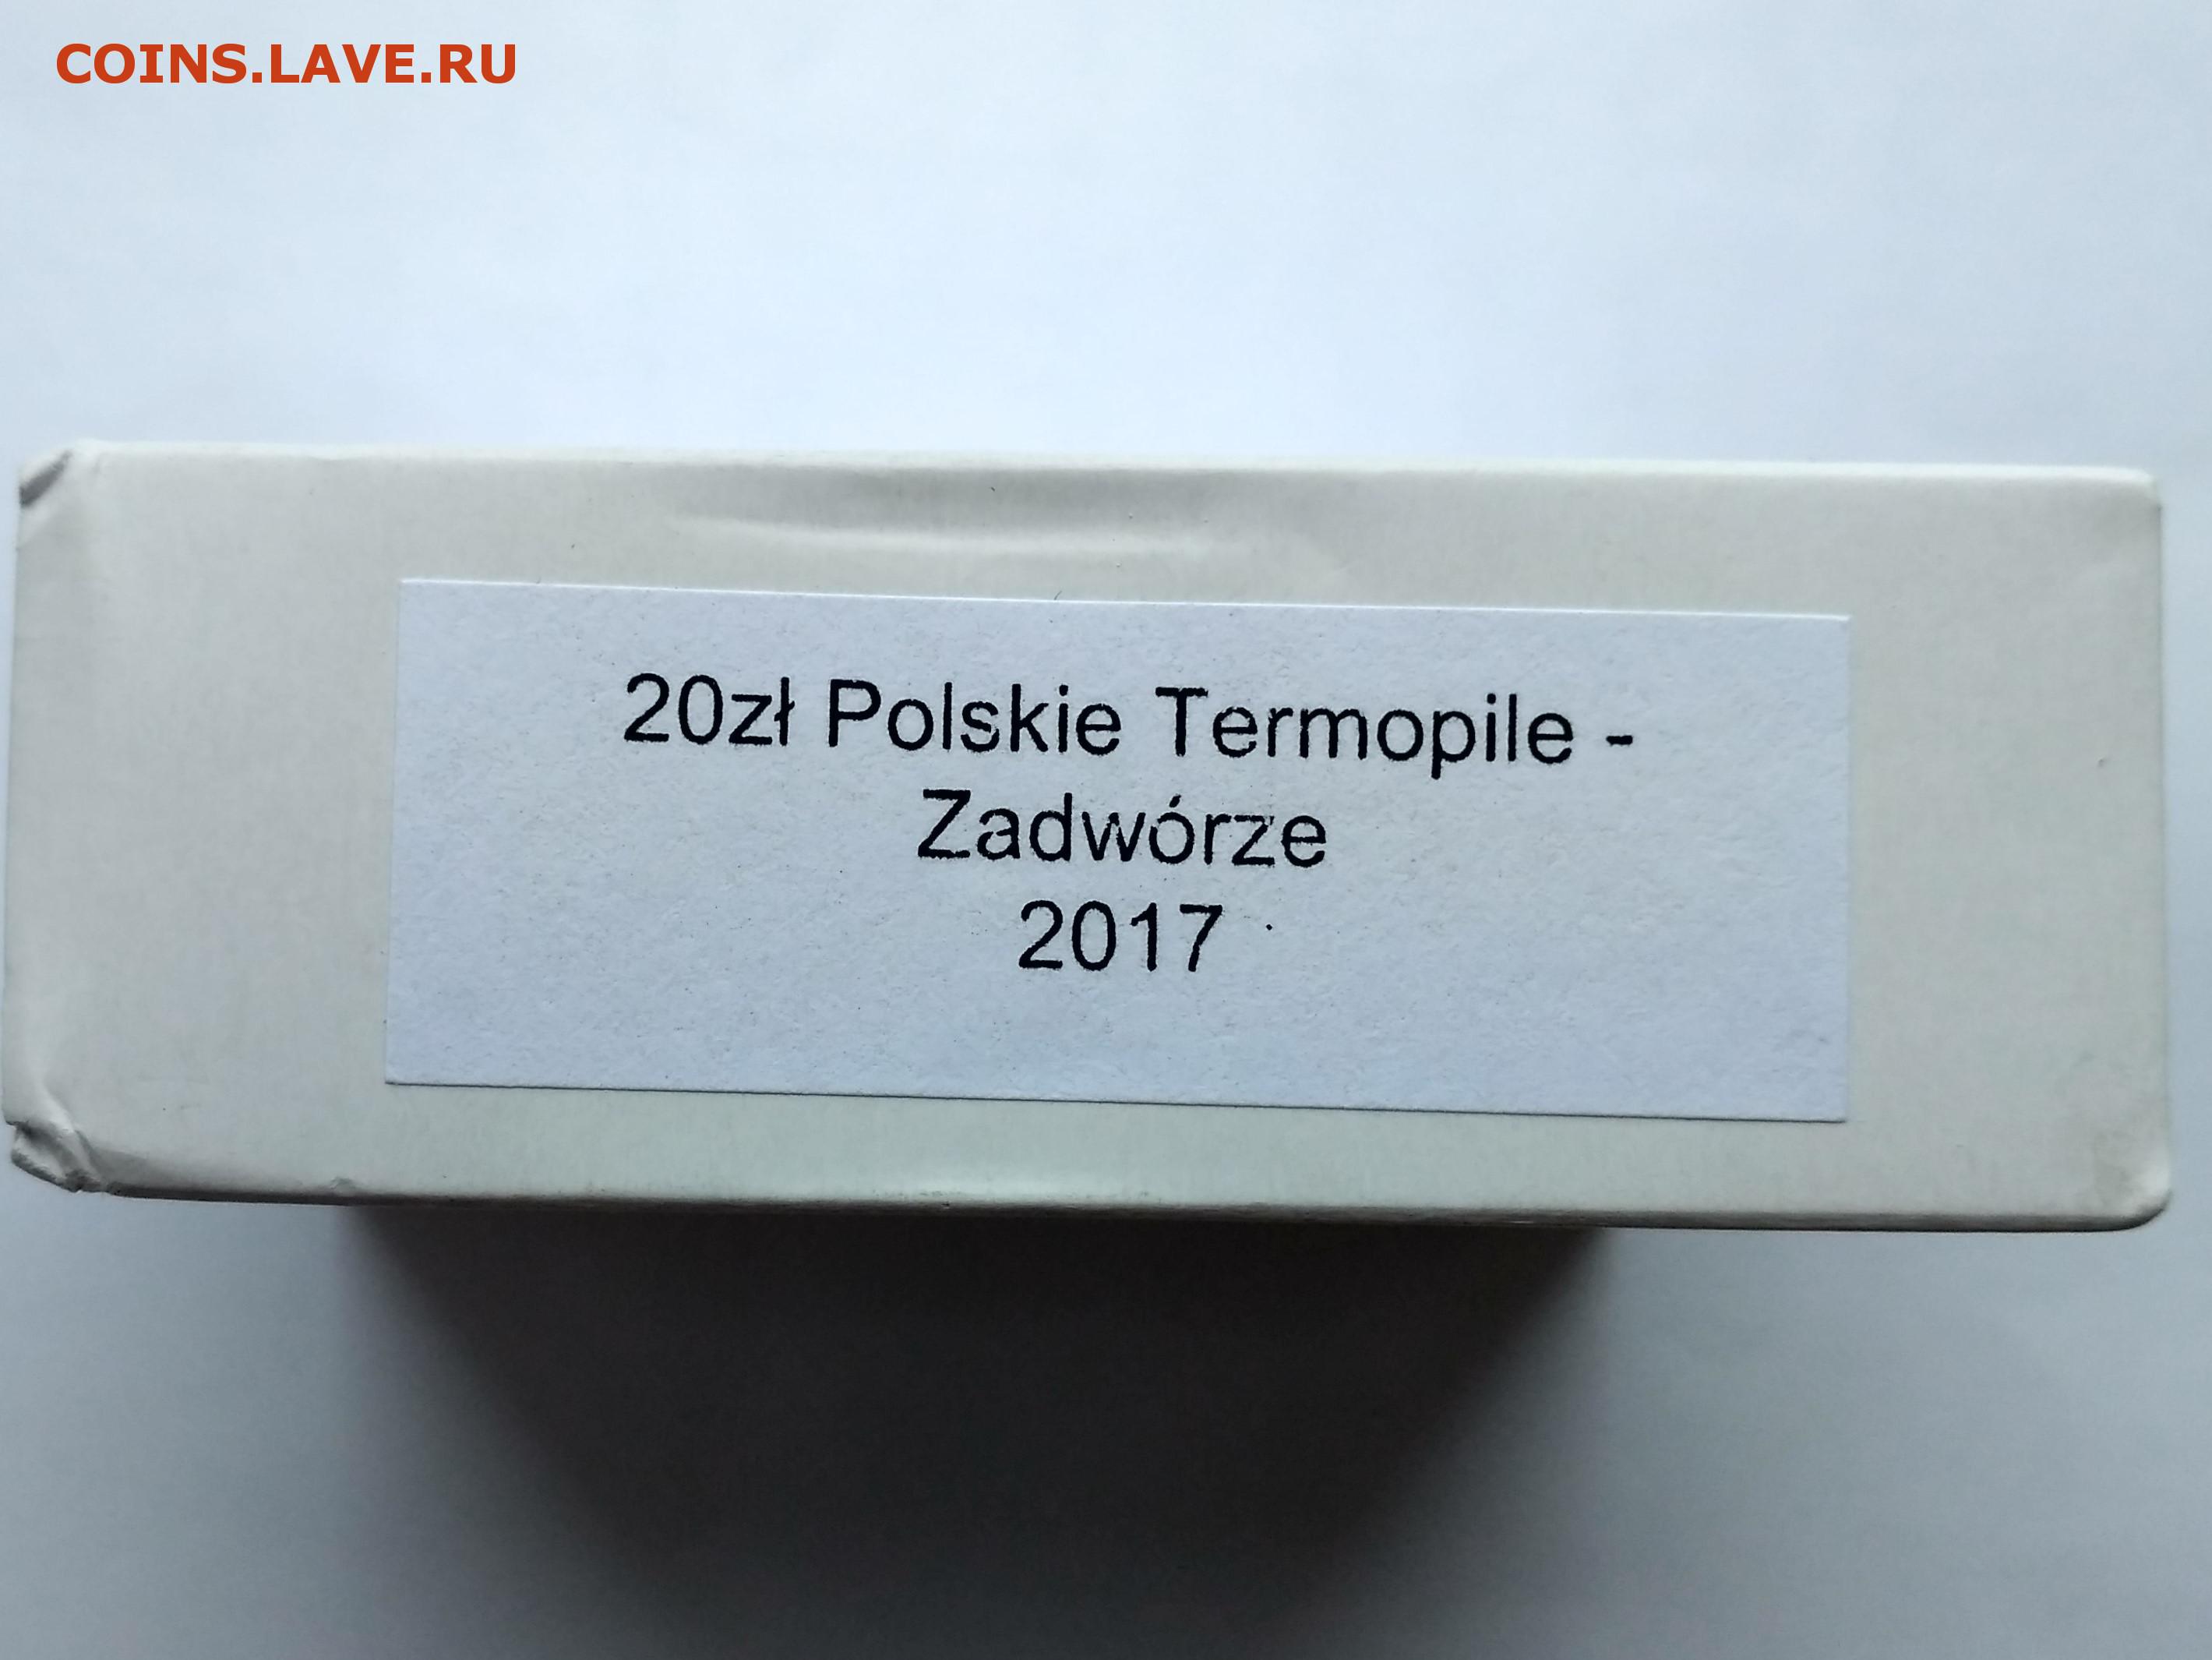 COINS.LAVE.RU
20zł Polskie Termopile -
Zadwórze
2017